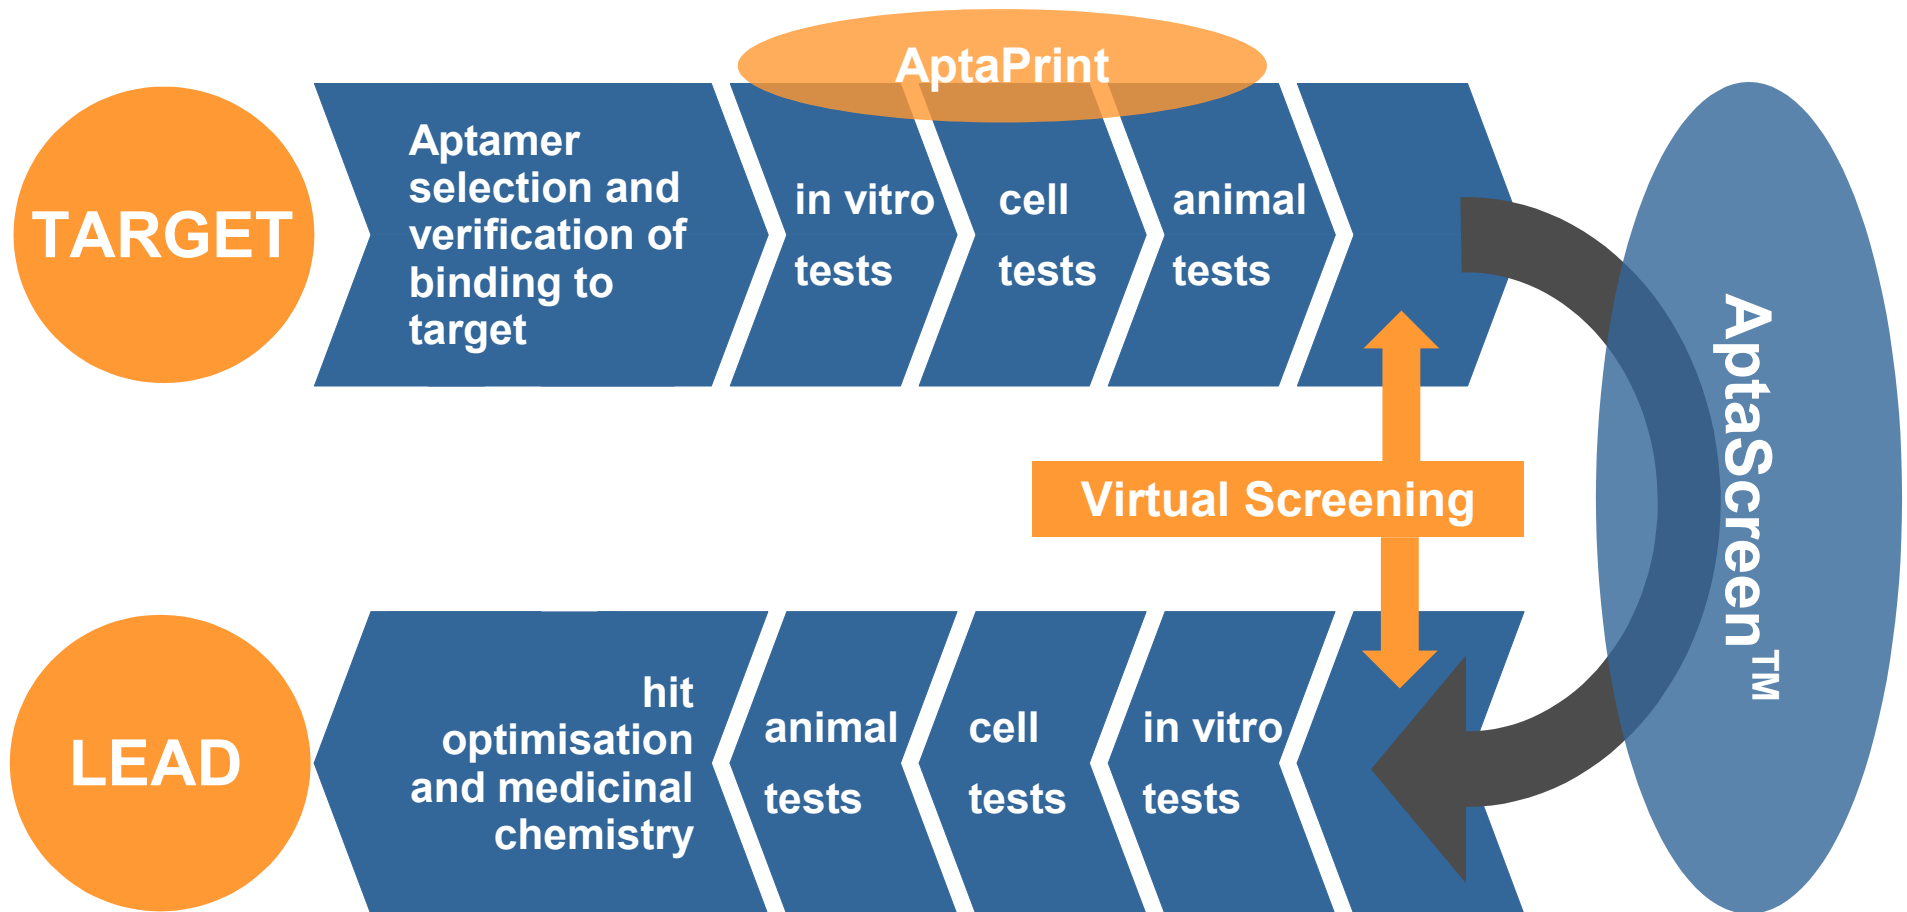 AptaPrint
TARGET
Aptamer
selection and
verification of
binding to
target
in vitro
tests
cell
tests
animal
tests
AptaScreen™
Virtual Screening
LEAD
hit
optimisation
and medicinal
chemistry
animal
tests
cell
tests
in vitro
tests